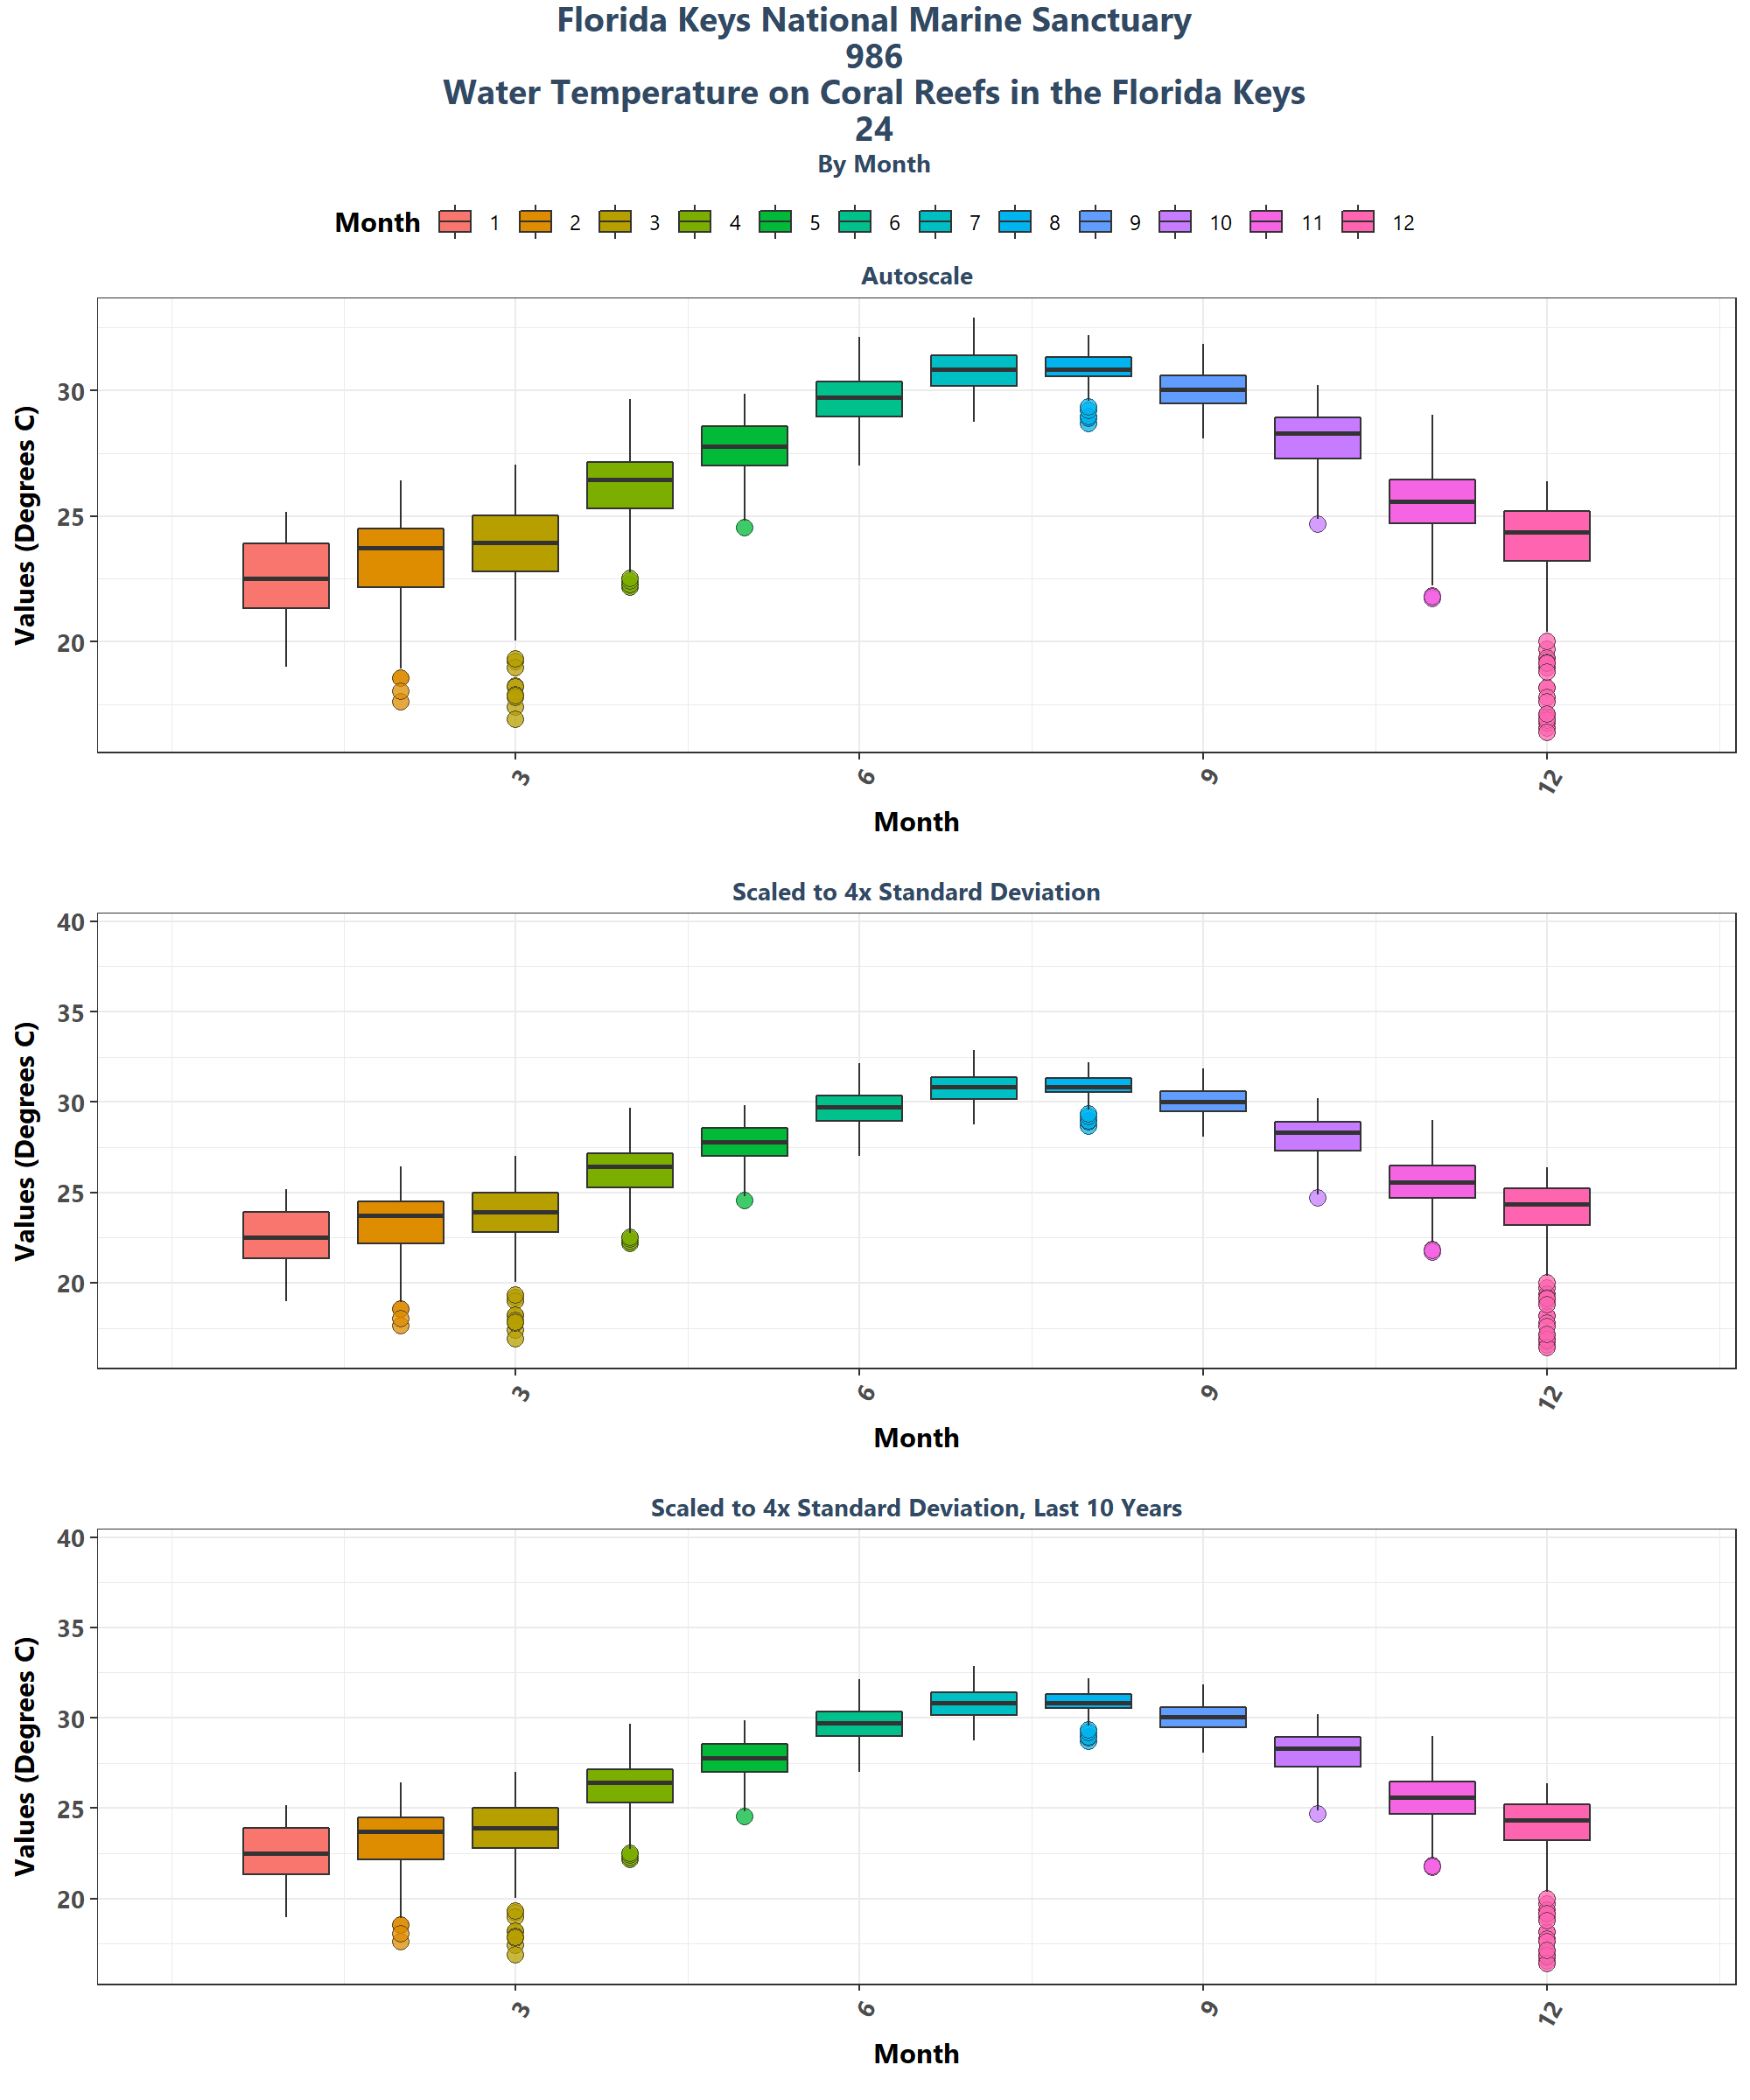 Florida Keys National Marine Sanctuary
986
Water Temperature on Coral Reefs in the Florida Keys
24
By Month
Month 1 2 3 4 5 6 7 8 9 10 11 12
Autoscale
Values (Degrees C)
30
25
20
3 6 9 12
Month
Scaled to 4x Standard Deviation
Values (Degrees C)
40
35
30
25
20
3 6 9 12
Month
Scaled to 4x Standard Deviation, Last 10 Years
Values (Degrees C)
40
35
30
25
20
3 6 9 12
Month